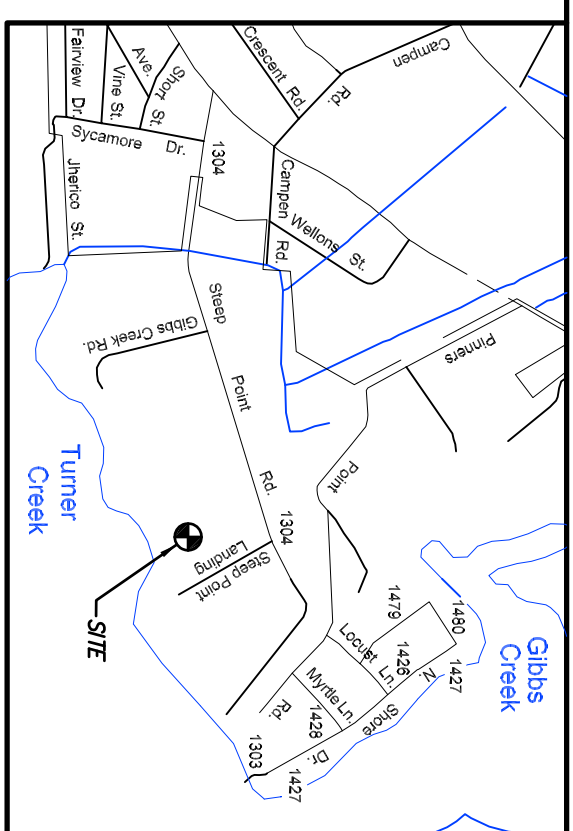 Campen
Rd.
Crescent Rd.
Fairview Dr.
Vine St.
Ave.
Short St.
Sycamore Dr.
1304
Jherico St.
Campen
Rd.
Wellons St.
Pinners
Point
Steep Point Rd.
1304
Gibbs Creek Rd.
Steep Point
Landing
Turner
Creek
SITE
Gibbs
Creek
1480
1427
1479
1426
Locust Ln.
N. Shore Dr.
Myrtle Ln.
1428
Rd.
1303
1427